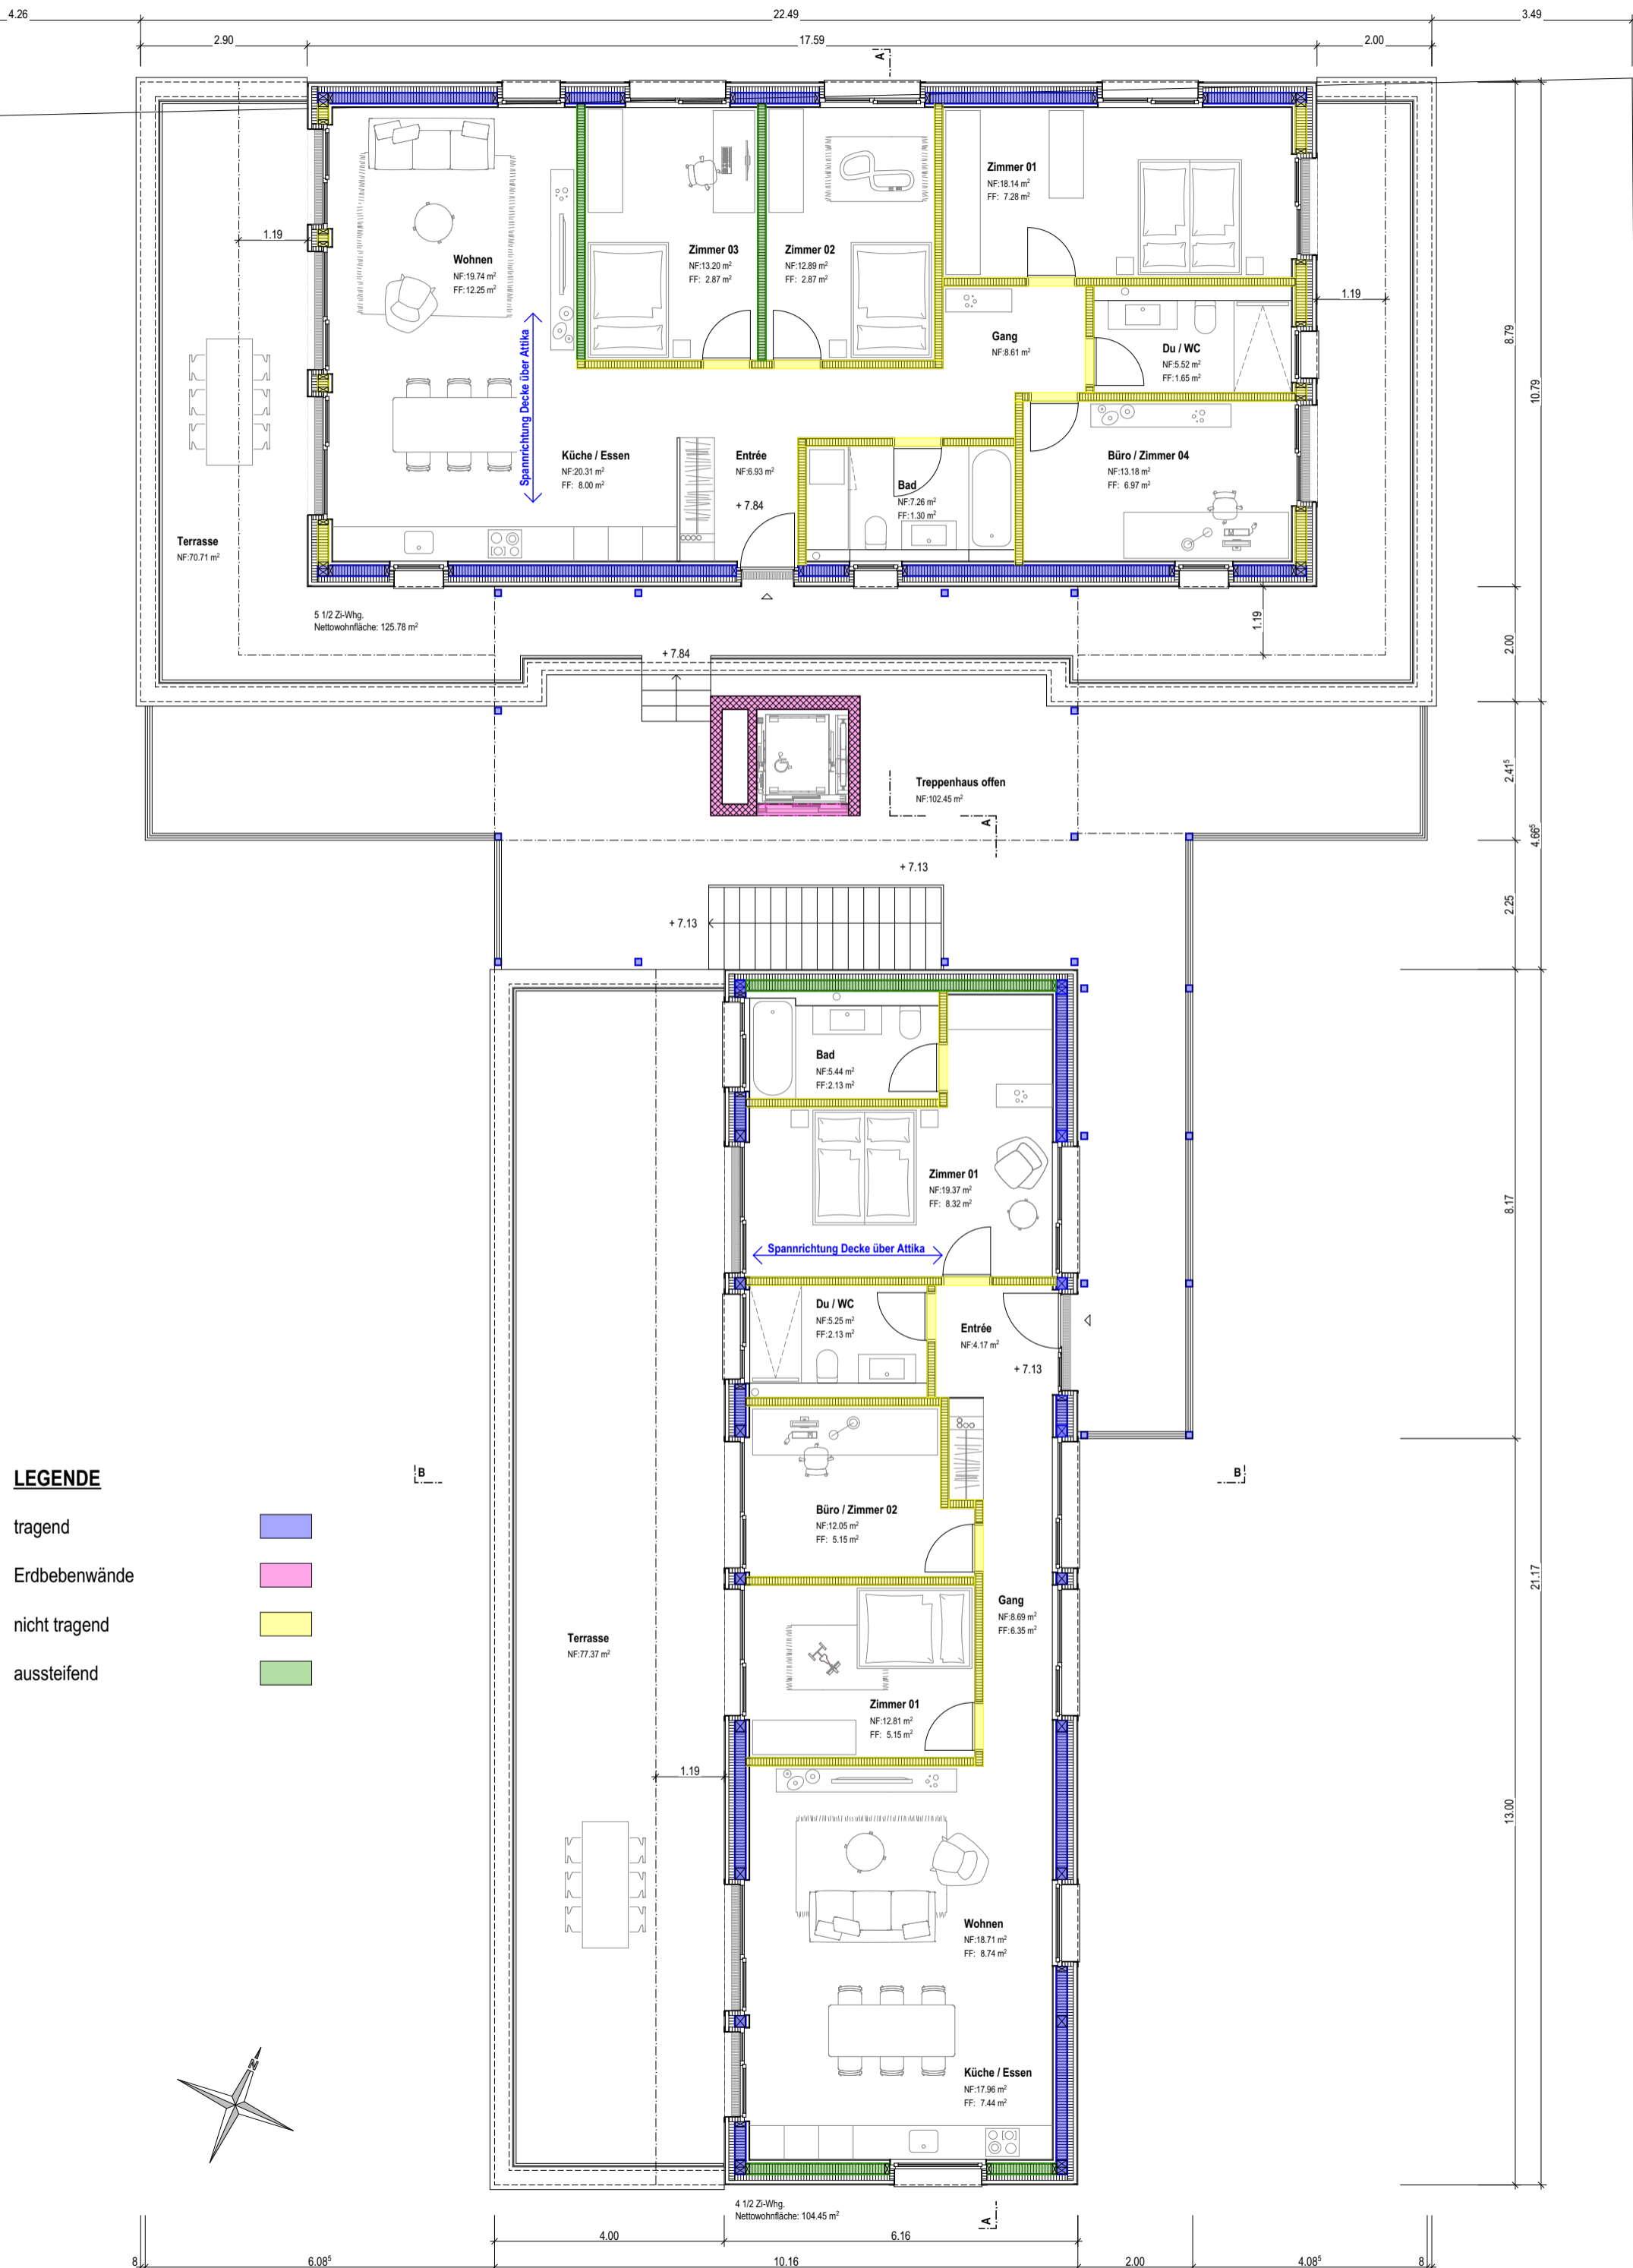 4.26
22.49
3.49
2.90
17.59
2.00
A
Zimmer 01
NF:18.14 m²
FF: 7.28 m²
Wohnen
NF:19.74 m²
FF:12.25 m²
Zimmer 03
NF:13.20 m²
FF: 2.87 m²
Zimmer 02
NF:12.89 m²
FF: 2.87 m²
1.19
1.19
Gang
NF:8.61 m²
Du / WC
NF:5.52 m²
FF:1.65 m²
8.79
10.79
Spannrichtung Decke über Attika
Küche / Essen
NF:20.31 m²
FF: 8.00 m²
Entrée
NF:6.93 m²
+ 7.84
Bad
NF:7.26 m²
FF:1.30 m²
Büro / Zimmer 04
NF:13.18 m²
FF: 6.97 m²
Terrasse
NF:70.71 m²
5 1/2 Zi-Whg.
Nettowohnfläche: 125.78 m²
1.19
2.00
+ 7.84
Treppenhaus offen
NF:102.45 m²
A
2.41⁵
4.66⁵
+ 7.13
+ 7.13
2.25
Bad
NF:5.44 m²
FF:2.13 m²
Zimmer 01
NF:19.37 m²
FF: 8.32 m²
8.17
Spannrichtung Decke über Attika
Du / WC
NF:5.25 m²
FF:2.13 m²
Entrée
NF:4.17 m²
+ 7.13
B
B
LEGENDE
tragend
Erdbebenwände
nicht tragend
aussteifend
Büro / Zimmer 02
NF:12.05 m²
FF: 5.15 m²
21.17
Gang
NF:8.69 m²
FF:6.35 m²
Terrasse
NF:77.37 m²
Zimmer 01
NF:12.81 m²
FF: 5.15 m²
1.19
13.00
Wohnen
NF:18.71 m²
FF: 8.74 m²
N
Küche / Essen
NF:17.96 m²
FF: 7.44 m²
4 1/2 Zi-Whg.
Nettowohnfläche: 104.45 m²
A
4.00
6.16
8
6.08⁵
10.16
2.00
4.08⁵
8